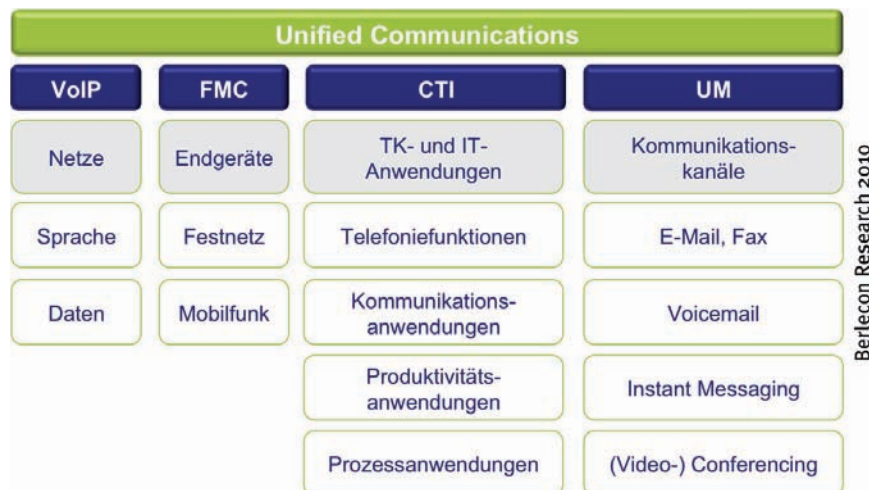 Unified Communications
VoIP
FMC
CTI
UM
Netze
Endgeräte
TK- und IT-
Anwendungen
Kommunikations-
kanäle
Sprache
Festnetz
Telefoniefunktionen
E-Mail, Fax
Daten
Mobilfunk
Kommunikations-
anwendungen
Voicemail
Produktivitäts-
anwendungen
Instant Messaging
Prozessanwendungen
(Video-) Conferencing
Berlecon Research 2010